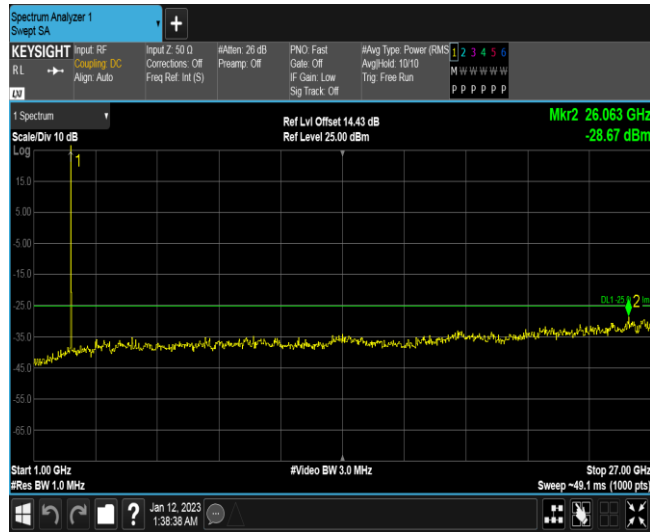 Spectrum Analyzer 1
Swept SA
KEYSIGHT Input: RF Input Z: 50 Ω #Atten: 26 dB PNO: Fast #Avg Type: Power (RMS 1 2 3 4 5 6
RL Coupling: DC Corrections: Off Preamp: Off Gate: Off Avg|Hold: 10/10 M W W W W W
Align: Auto Freq Ref: Int (S) IF Gain: Low Trig: Free Run
Sig Track: Off P P P P P P
LXI
1 Spectrum Ref Lvl Offset 14.43 dB Mkr2 26.063 GHz
Scale/Div 10 dB Ref Level 25.00 dBm -28.67 dBm
Log
1
15.0
5.00
-5.00
-15.0
-25.0
2
-35.0
-45.0
-55.0
-65.0
Start 1.00 GHz #Video BW 3.0 MHz Stop 27.00 GHz
#Res BW 1.0 MHz Sweep ~49.1 ms (1000 pts)
? Jan 12, 2023
1:38:38 AM